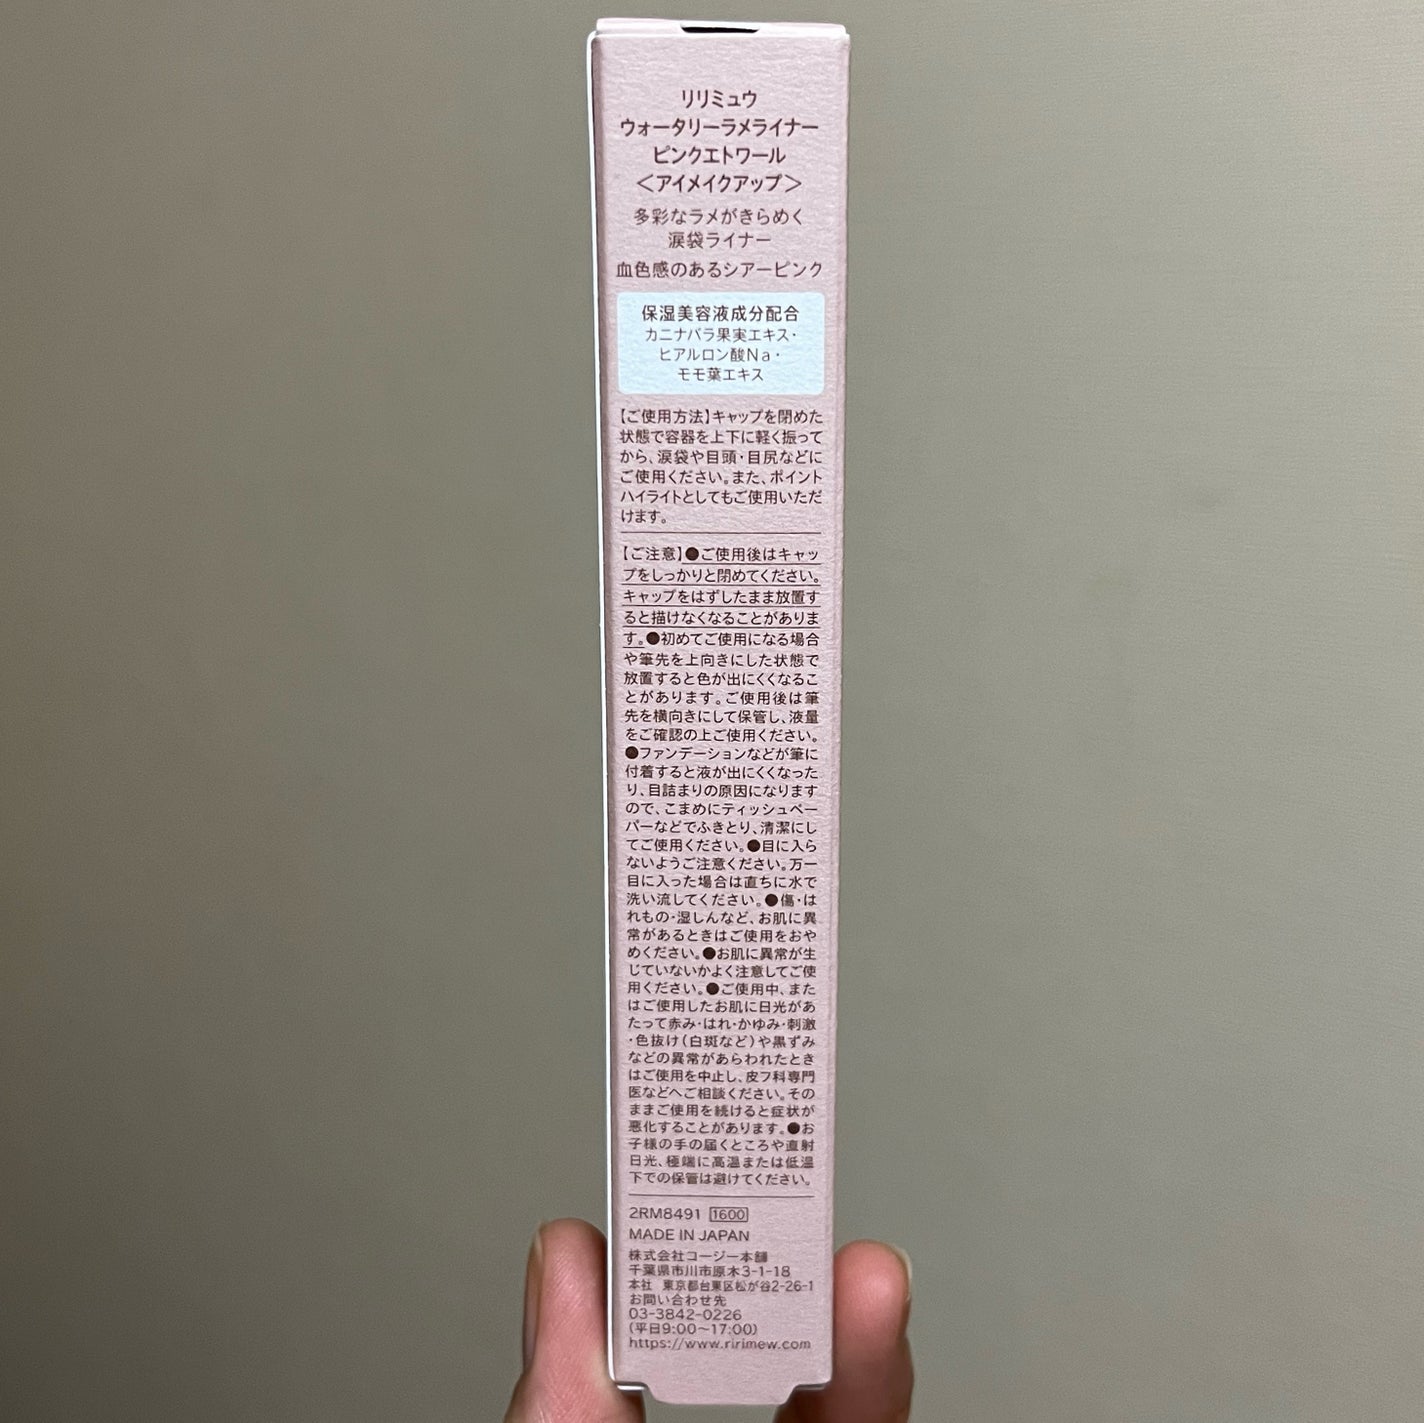 リリミュウ
ウォータリーラメライナー
ピンクエトワール
＜アイメイクアップ＞
多彩なラメがきらめく
涙袋ライナー
血色感のあるシアーピンク
保湿美容液成分配合
カニナバラ果実エキス・
ヒアルロン酸Na・
モモ葉エキス
【ご使用方法】キャップを閉めた
状態で容器を上下に軽く振って
から、涙袋や目頭・目尻などに
ご使用ください。また、ポイント
ハイライトとしてもご使用いただ
けます。
【ご注意】●ご使用後はキャッ
プをしっかりと閉めてください。
キャップをはずしたまま放置す
ると描けなくなることがありま
す。●初めてご使用になる場合
や筆先を上向きにした状態で
放置すると色が出にくくなるこ
とがあります。ご使用後は筆
先を横向きにして保管し、液量
をご確認の上ご使用ください。
●ファンデーションなどが筆に
付着すると液が出にくくなった
り、目詰まりの原因になります
ので、こまめにティッシュペー
パーなどでふきとり、清潔にし
てご使用ください。●目に入ら
ないようご注意ください。万一
目に入った場合は直ちに水で
洗い流してください。●傷・は
れもの・湿しんなど、お肌に異
常があるときはご使用をおや
めください。●お肌に異常が生
じていないかよく注意してご使
用ください。●ご使用中、また
はご使用したお肌に日光があ
たって赤み・はれ・かゆみ・刺激
・色抜け（白斑など）や黒ずみ
などの異常があらわれたとき
はご使用を中止し、皮フ科専門
医などへご相談ください。その
ままご使用を続けると症状が
悪化することがあります。●お
子様の手の届くところや直射
日光、極端に高温または低温
下での保管は避けてください。
2RM8491 1600
MADE IN JAPAN
株式会社コージー本舗
千葉県市川市原木3-1-18
本社 東京都台東区松が谷2-26-1
お問い合わせ先
03-3842-0226
(平日9:00〜17:00)
https://www.ririmew.com